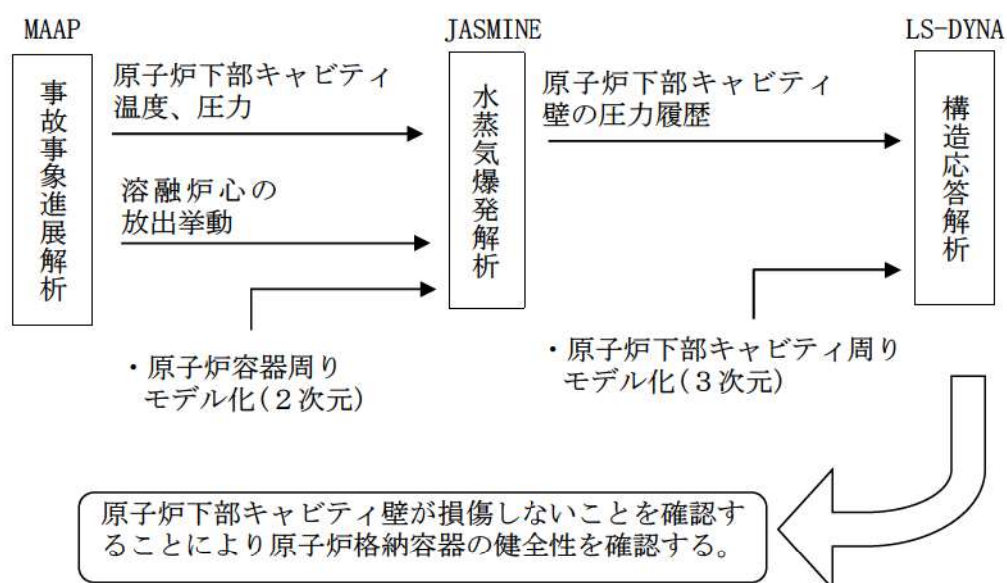 MAAP
事故事象進展解析
原子炉下部キャビティ
温度、圧力
溶融炉心の
放出挙動
・原子炉容器周り
モデル化(２次元)
JASMINE
水蒸気爆発解析
原子炉下部キャビティ
壁の圧力履歴
・原子炉下部キャビティ周り
モデル化(３次元)
LS-DYNA
構造応答解析
原子炉下部キャビティ壁が損傷しないことを確認す
ることにより原子炉格納容器の健全性を確認する。